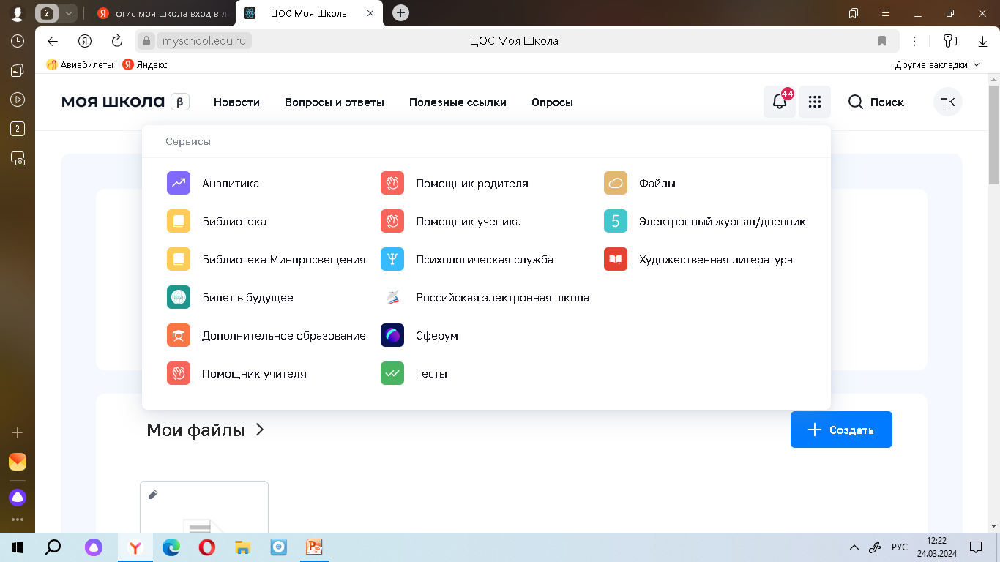 2
фгис моя школа вход в ли
ЦОС Моя Школа
myschool.edu.ru
ЦОС Моя Школа
Авиабилеты
Яндекс
Другие закладки
2
моя школа β
Новости
Вопросы и ответы
Полезные ссылки
Опросы
44
Поиск
ТК
Сервисы
Аналитика
Помощник родителя
Файлы
Библиотека
Помощник ученика
5
Электронный журнал/дневник
Библиотека Минпросвещения
Психологическая служба
Художественная литература
Билет в будущее
Российская электронная школа
Дополнительное образование
Сферум
Помощник учителя
Тесты
Мои файлы
Создать
РУС
12:22
24.03.2024